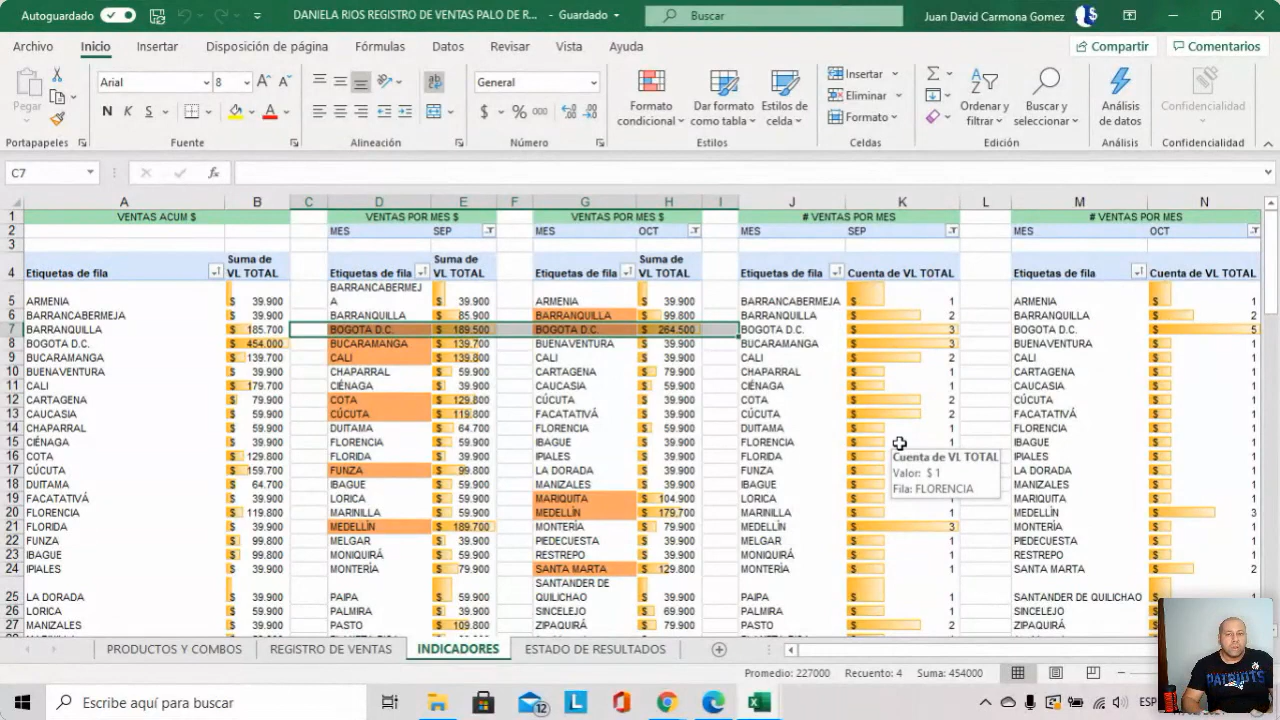 Autoguardado
DANIELA RIOS REGISTRO DE VENTAS PALO DE R... - Guardado
Buscar
Juan David Carmona Gomez
Archivo Inicio Insertar Disposición de página Fórmulas Datos Revisar Vista Ayuda
Compartir Comentarios
Pegar
Arial 8
N K S
General
$ % 000
Formato condicional
Dar formato como tabla
Estilos de celda
Insertar
Eliminar
Formato
Ordenar y filtrar
Buscar y seleccionar
Análisis de datos
Confidencialidad
Portapapeles Fuente Alineación Número Estilos Celdas Edición Análisis Confidencialidad
C7
A B C D E F G H I J K L M N
1 VENTAS ACUM $ VENTAS POR MES $ VENTAS POR MES $ # VENTAS POR MES # VENTAS POR MES
2 MES SEP MES OCT MES SEP MES OCT
3
4 Etiquetas de fila Suma de VL TOTAL Etiquetas de fila Suma de VL TOTAL Etiquetas de fila Suma de VL TOTAL Etiquetas de fila Cuenta de VL TOTAL Etiquetas de fila Cuenta de VL TOTAL
5 ARMENIA $ 39.900 BARRANCABERMEJA $ 39.900 ARMENIA $ 39.900 BARRANCABERMEJA $ 1 ARMENIA $ 1
6 BARRANCABERMEJA $ 39.900 BARRANQUILLA $ 85.900 BARRANQUILLA $ 99.800 BARRANQUILLA $ 2 BARRANQUILLA $ 2
7 BARRANQUILLA $ 185.700 BOGOTA D.C. $ 189.500 BOGOTA D.C. $ 264.500 BOGOTA D.C. $ 3 BOGOTA D.C. $ 5
8 BOGOTA D.C. $ 454.000 BUCARAMANGA $ 139.700 BUENAVENTURA $ 39.900 BUCARAMANGA $ 3 BUENAVENTURA $ 1
9 BUCARAMANGA $ 139.700 CALI $ 139.800 CALI $ 39.900 CALI $ 2 CALI $ 1
10 BUENAVENTURA $ 39.900 CHAPARRAL $ 59.900 CARTAGENA $ 79.900 CHAPARRAL $ 1 CARTAGENA $ 1
11 CALI $ 179.700 CIÉNAGA $ 39.900 CAUCASIA $ 59.900 CIÉNAGA $ 1 CAUCASIA $ 1
12 CARTAGENA $ 79.900 COTA $ 129.800 CÚCUTA $ 39.900 COTA $ 2 CÚCUTA $ 1
13 CAUCASIA $ 59.900 CÚCUTA $ 119.800 FACATATIVÁ $ 39.900 CÚCUTA $ 2 FACATATIVÁ $ 1
14 CHAPARRAL $ 59.900 DUITAMA $ 64.700 FLORENCIA $ 59.900 DUITAMA $ 1 FLORENCIA $ 1
15 CIÉNAGA $ 39.900 FLORENCIA $ 59.900 IBAGUE $ 39.900 FLORENCIA $ 1 IBAGUE $ 1
16 COTA $ 129.800 FLORIDA $ 39.900 IPIALES $ 39.900 FLORIDA IPIALES $ 1
17 CÚCUTA $ 159.700 FUNZA $ 99.800 LA DORADA $ 39.900 FUNZA LA DORADA $ 1
18 DUITAMA $ 64.700 IBAGUE $ 59.900 MANIZALES $ 39.900 IBAGUE MANIZALES $ 1
19 FACATATIVÁ $ 39.900 LORICA $ 59.900 MARIQUITA $ 104.900 LORICA MARIQUITA $ 1
20 FLORENCIA $ 119.800 MARINILLA $ 59.900 MEDELLÍN $ 179.700 MARINILLA $ 1 MEDELLÍN $ 3
21 FLORIDA $ 39.900 MEDELLÍN $ 189.700 MONTERÍA $ 79.900 MEDELLÍN $ 3 MONTERÍA $ 1
22 FUNZA $ 99.800 MELGAR $ 39.900 PIEDECUESTA $ 39.900 MELGAR $ 1 PIEDECUESTA $ 1
23 IBAGUE $ 99.800 MONIQUIRÁ $ 59.900 RESTREPO $ 39.900 MONIQUIRÁ $ 1 RESTREPO $ 1
24 IPIALES $ 39.900 MONTERÍA $ 79.900 SANTA MARTA $ 129.800 MONTERÍA $ 1 SANTA MARTA $ 2
25 LA DORADA $ 39.900 PAIPA $ 59.900 SANTANDER DE QUILICHAO $ 39.900 PAIPA $ 1 SANTANDER DE QUILICHAO $ 1
26 LORICA $ 59.900 PALMIRA $ 39.900 SINCELEJO $ 69.900 PALMIRA $ 1 SINCELEJO $
27 MANIZALES $ 39.900 PASTO $ 109.800 ZIPAQUIRÁ $ 79.900 PASTO $ 2 ZIPAQUIRÁ $
Cuenta de VL TOTAL
Valor: $ 1
Fila: FLORENCIA
PRODUCTOS Y COMBOS REGISTRO DE VENTAS INDICADORES ESTADO DE RESULTADOS
Promedio: 227000 Recuento: 4 Suma: 454000
Escribe aquí para buscar
12
ESP
PATRIOTS